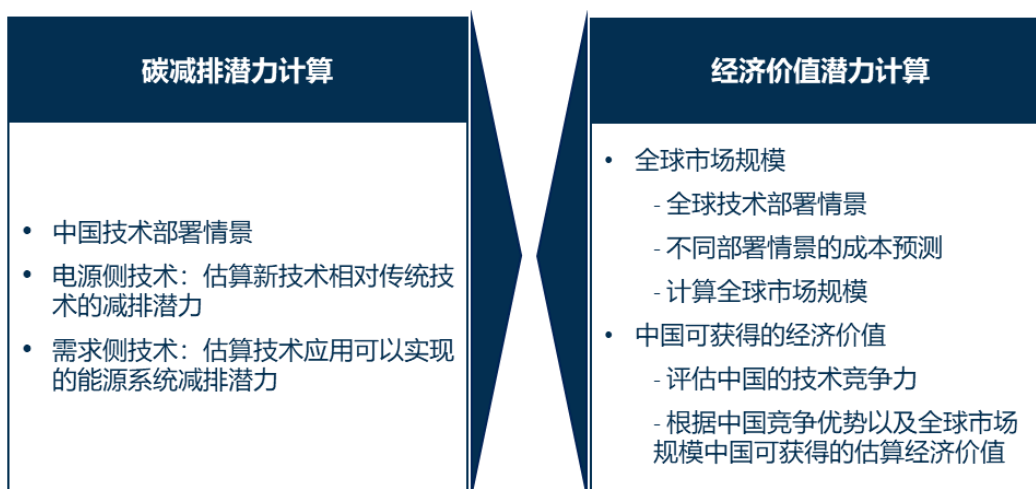 碳减排潜力计算
• 中国技术部署情景
• 电源侧技术：估算新技术相对传统技
术的减排潜力
• 需求侧技术：估算技术应用可以实现
的能源系统减排潜力
经济价值潜力计算
• 全球市场规模
- 全球技术部署情景
- 不同部署情景的成本预测
- 计算全球市场规模
• 中国可获得的经济价值
- 评估中国的技术竞争力
- 根据中国竞争优势以及全球市场
规模中国可获得的估算经济价值